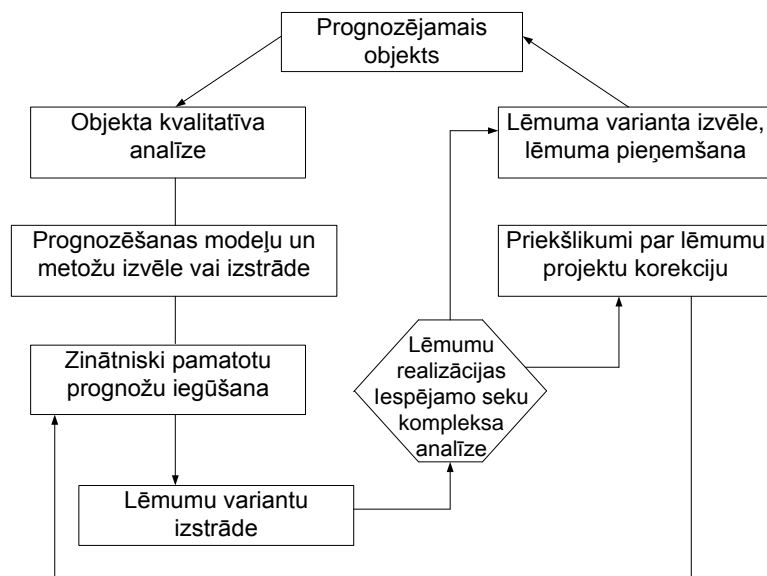 Prognozējamais
objekts
Objekta kvalitatīva
analīze
Lēmuma varianta izvēle,
lēmuma pieņemšana
Prognozēšanas modeļu un
metožu izvēle vai izstrāde
Priekšlikumi par lēmumu
projektu korekciju
Zinātniski pamatotu
prognožu iegūšana
Lēmumu
realizācijas
Iespējamo seku
kompleksa
analīze
Lēmumu variantu
izstrāde